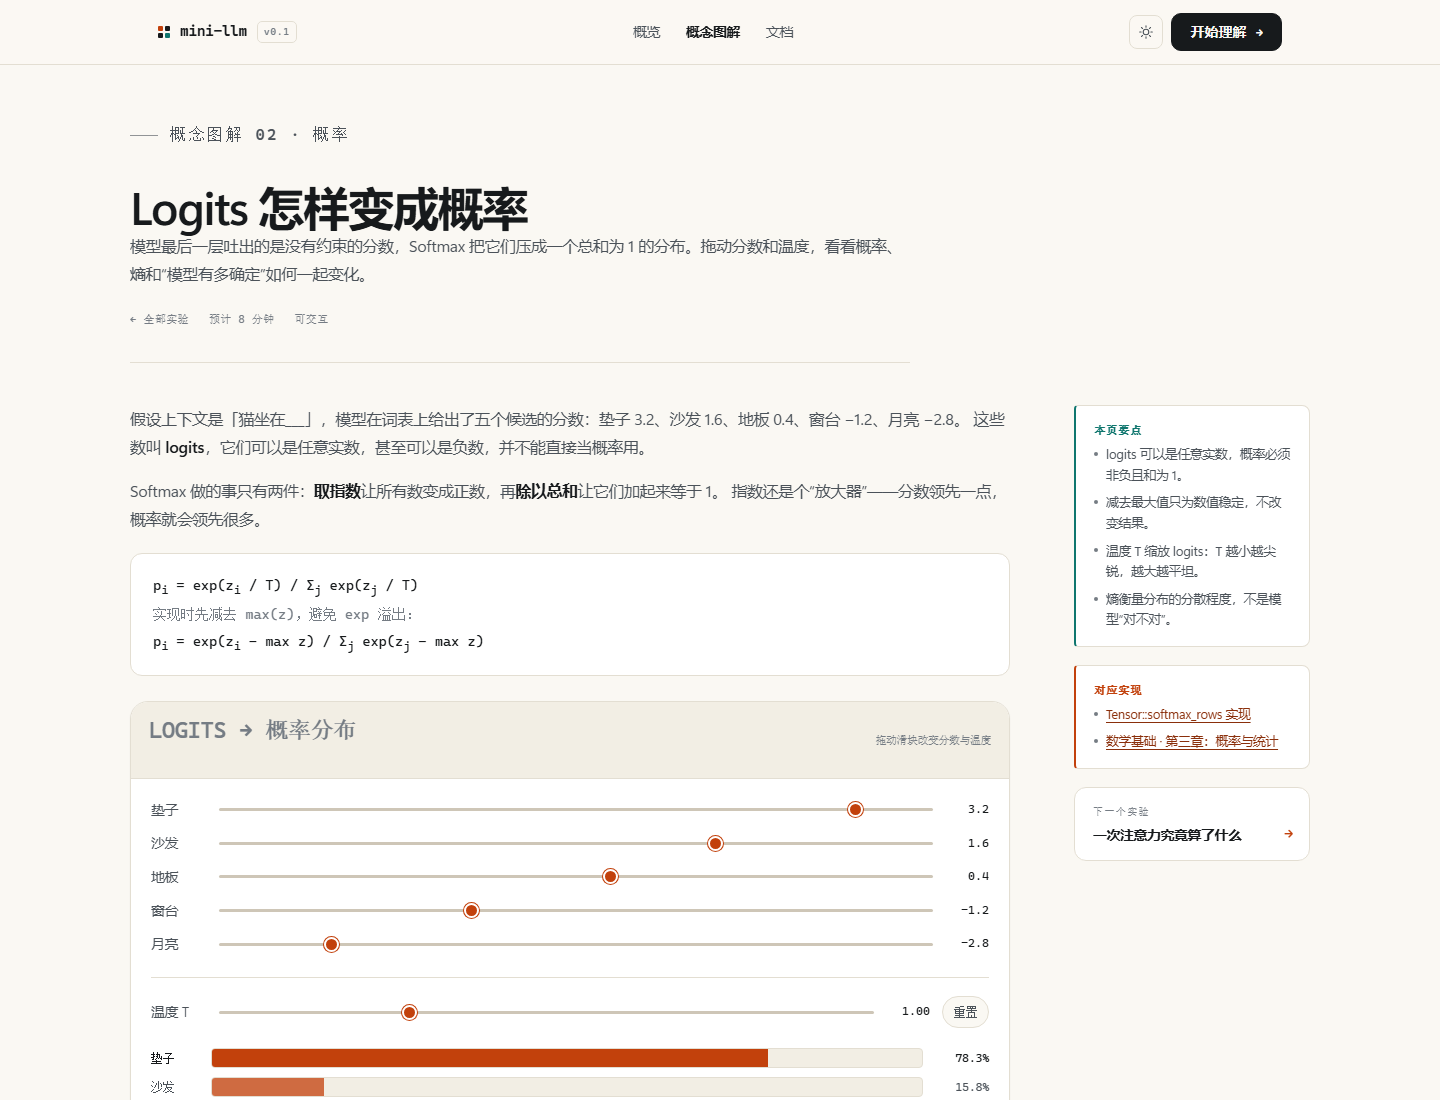 mini-llm v0.1 概览 概念图解 文档 开始理解 →
概念图解 02 · 概率
Logits 怎样变成概率
模型最后一层吐出的是没有约束的分数，Softmax 把它们压成一个总和为 1 的分布。拖动分数和温度，看看概率、
熵和“模型有多确定”如何一起变化。
← 全部实验 预计 8 分钟 可交互
假设上下文是「猫坐在___」，模型在词表上给出了五个候选的分数：垫子 3.2、沙发 1.6、地板 0.4、窗台 −1.2、月亮 −2.8。 这些
数叫 logits，它们可以是任意实数，甚至可以是负数，并不能直接当概率用。
Softmax 做的事只有两件：取指数让所有数变成正数，再除以总和让它们加起来等于 1。 指数还是个“放大器”——分数领先一点，
概率就会领先很多。
p_i = exp(z_i / T) / Σ_j exp(z_j / T)
实现时先减去 max(z)，避免 exp 溢出：
p_i = exp(z_i − max z) / Σ_j exp(z_j − max z)
LOGITS → 概率分布
拖动滑块改变分数与温度
垫子 3.2
沙发 1.6
地板 0.4
窗台 −1.2
月亮 −2.8
温度 T 1.00 重置
垫子 78.3%
沙发 15.8%
本页要点
• logits 可以是任意实数，概率必须
非负且和为 1。
• 减去最大值只为数值稳定，不改
变结果。
• 温度 T 缩放 logits：T 越小越尖
锐，越大越平坦。
• 熵衡量分布的分散程度，不是模
型“对不对”。
对应实现
• Tensor::softmax_rows 实现
• 数学基础 · 第三章：概率与统计
下一个实验
一次注意力究竟算了什么 →